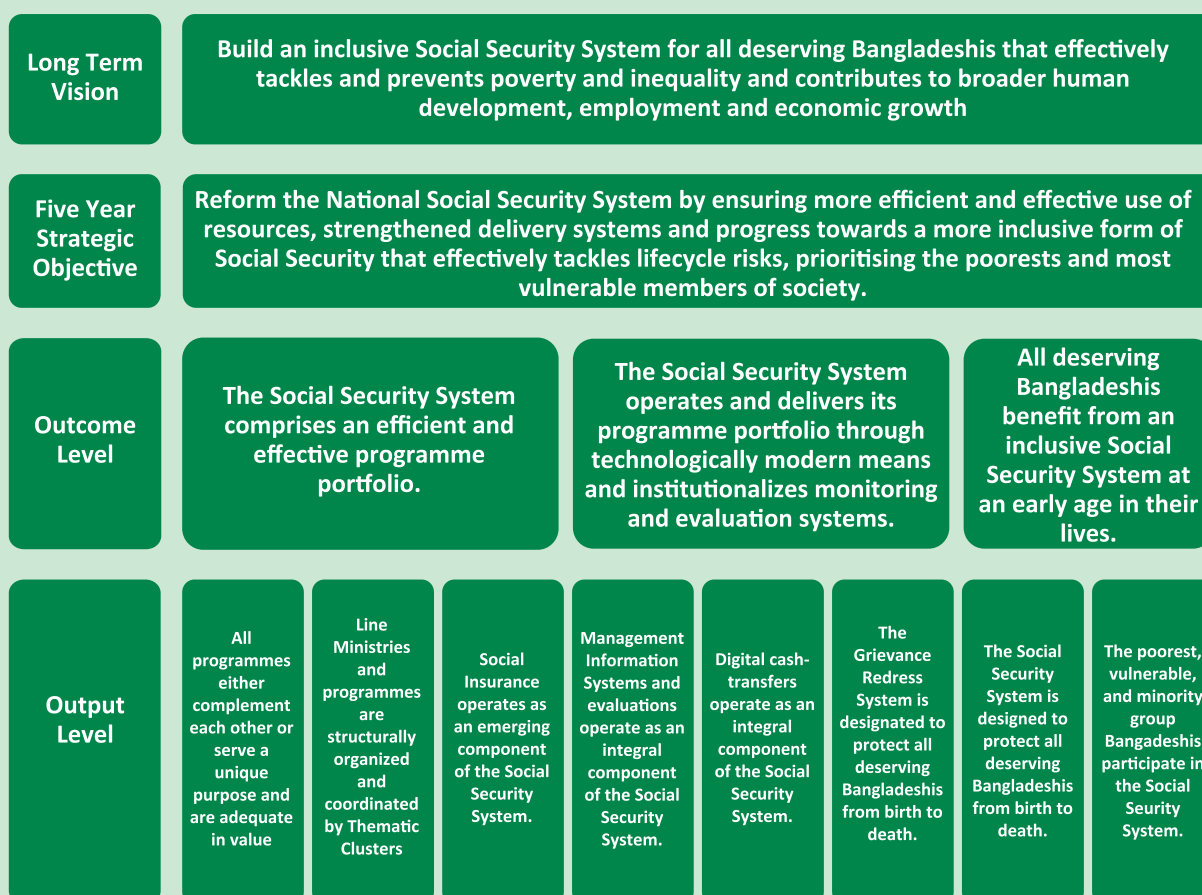 Long Term
Vision
Build an inclusive Social Security System for all deserving Bangladeshis that effectively
tackles and prevents poverty and inequality and contributes to broader human
development, employment and economic growth
Five Year
Strategic
Objective
Reform the National Social Security System by ensuring more efficient and effective use of
resources, strengthened delivery systems and progress towards a more inclusive form of
Social Security that effectively tackles lifecycle risks, prioritising the poorests and most
vulnerable members of society.
Outcome
Level
The Social Security System
comprises an efficient and
effective programme
portfolio.
The Social Security System
operates and delivers its
programme portfolio through
technologically modern means
and institutionalizes monitoring
and evaluation systems.
All deserving
Bangladeshis
benefit from an
inclusive Social
Security System at
an early age in their
lives.
Output
Level
All
programmes
either
complement
each other or
serve a
unique
purpose and
are adequate
in value
Line
Ministries
and
programmes
are
structurally
organized
and
coordinated
by Thematic
Clusters
Social
Insurance
operates as
an emerging
component
of the Social
Security
System.
Management
Information
Systems and
evaluations
operate as an
integral
component
of the Social
Security
System.
Digital cash-
transfers
operate as an
integral
component
of the Social
Security
System.
The
Grievance
Redress
System is
designated to
protect all
deserving
Bangladeshis
from birth to
death.
The Social
Security
System is
designed to
protect all
deserving
Bangladeshis
from birth to
death.
The poorest,
vulnerable,
and minority
group
Bangadeshis
participate in
the Social
Seurity
System.